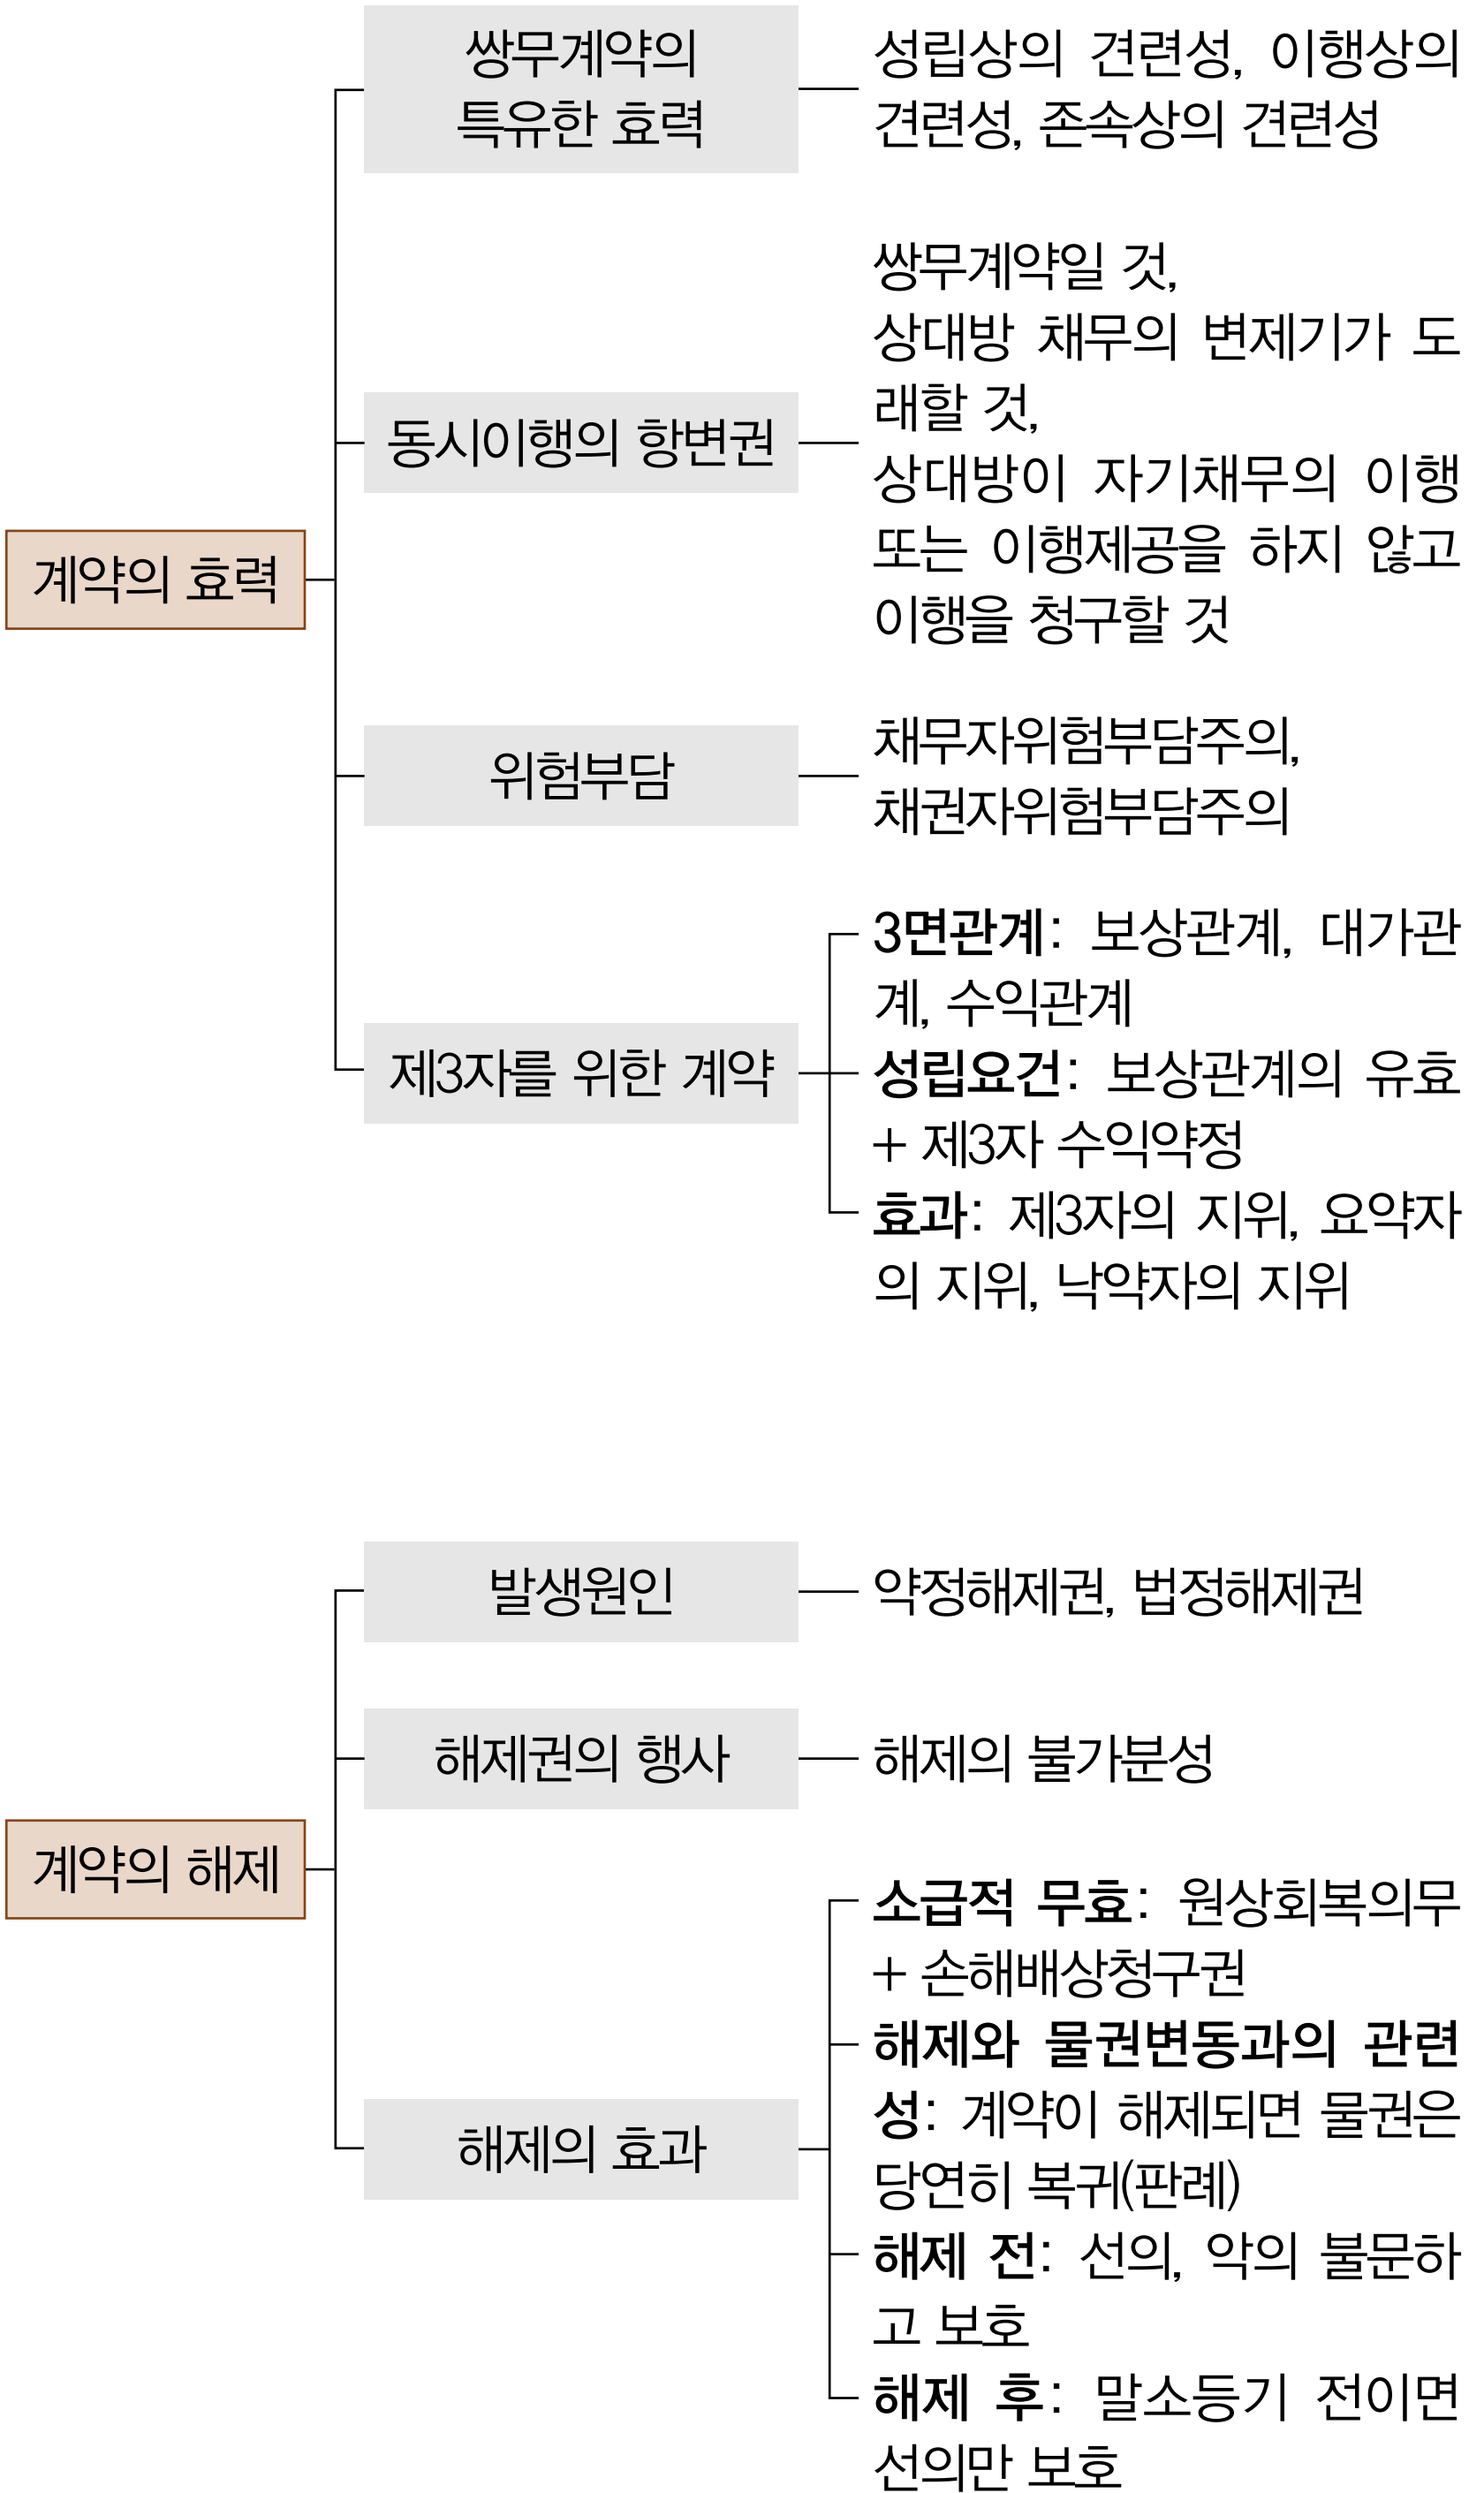 계약의 효력
쌍무계약의
특유한 효력
성립상의 견련성, 이행상의
견련성, 존속상의 견련성
동시이행의 항변권
쌍무계약일 것,
상대방 채무의 변제기가 도
래할 것,
상대방이 자기채무의 이행
또는 이행제공을 하지 않고
이행을 청구할 것
위험부담
채무자위험부담주의,
채권자위험부담주의
제3자를 위한 계약
3면관계: 보상관계, 대가관
계, 수익관계
성립요건: 보상관계의 유효
+ 제3자 수익약정
효과: 제3자의 지위, 요약자
의 지위, 낙약자의 지위
계약의 해제
발생원인
약정해제권, 법정해제권
해제권의 행사
해제의 불가분성
해제의 효과
소급적 무효: 원상회복의무
+ 손해배상청구권
해제와 물권변동과의 관련
성: 계약이 해제되면 물권은
당연히 복귀(판례)
해제 전: 선의, 악의 불문하
고 보호
해제 후: 말소등기 전이면
선의만 보호